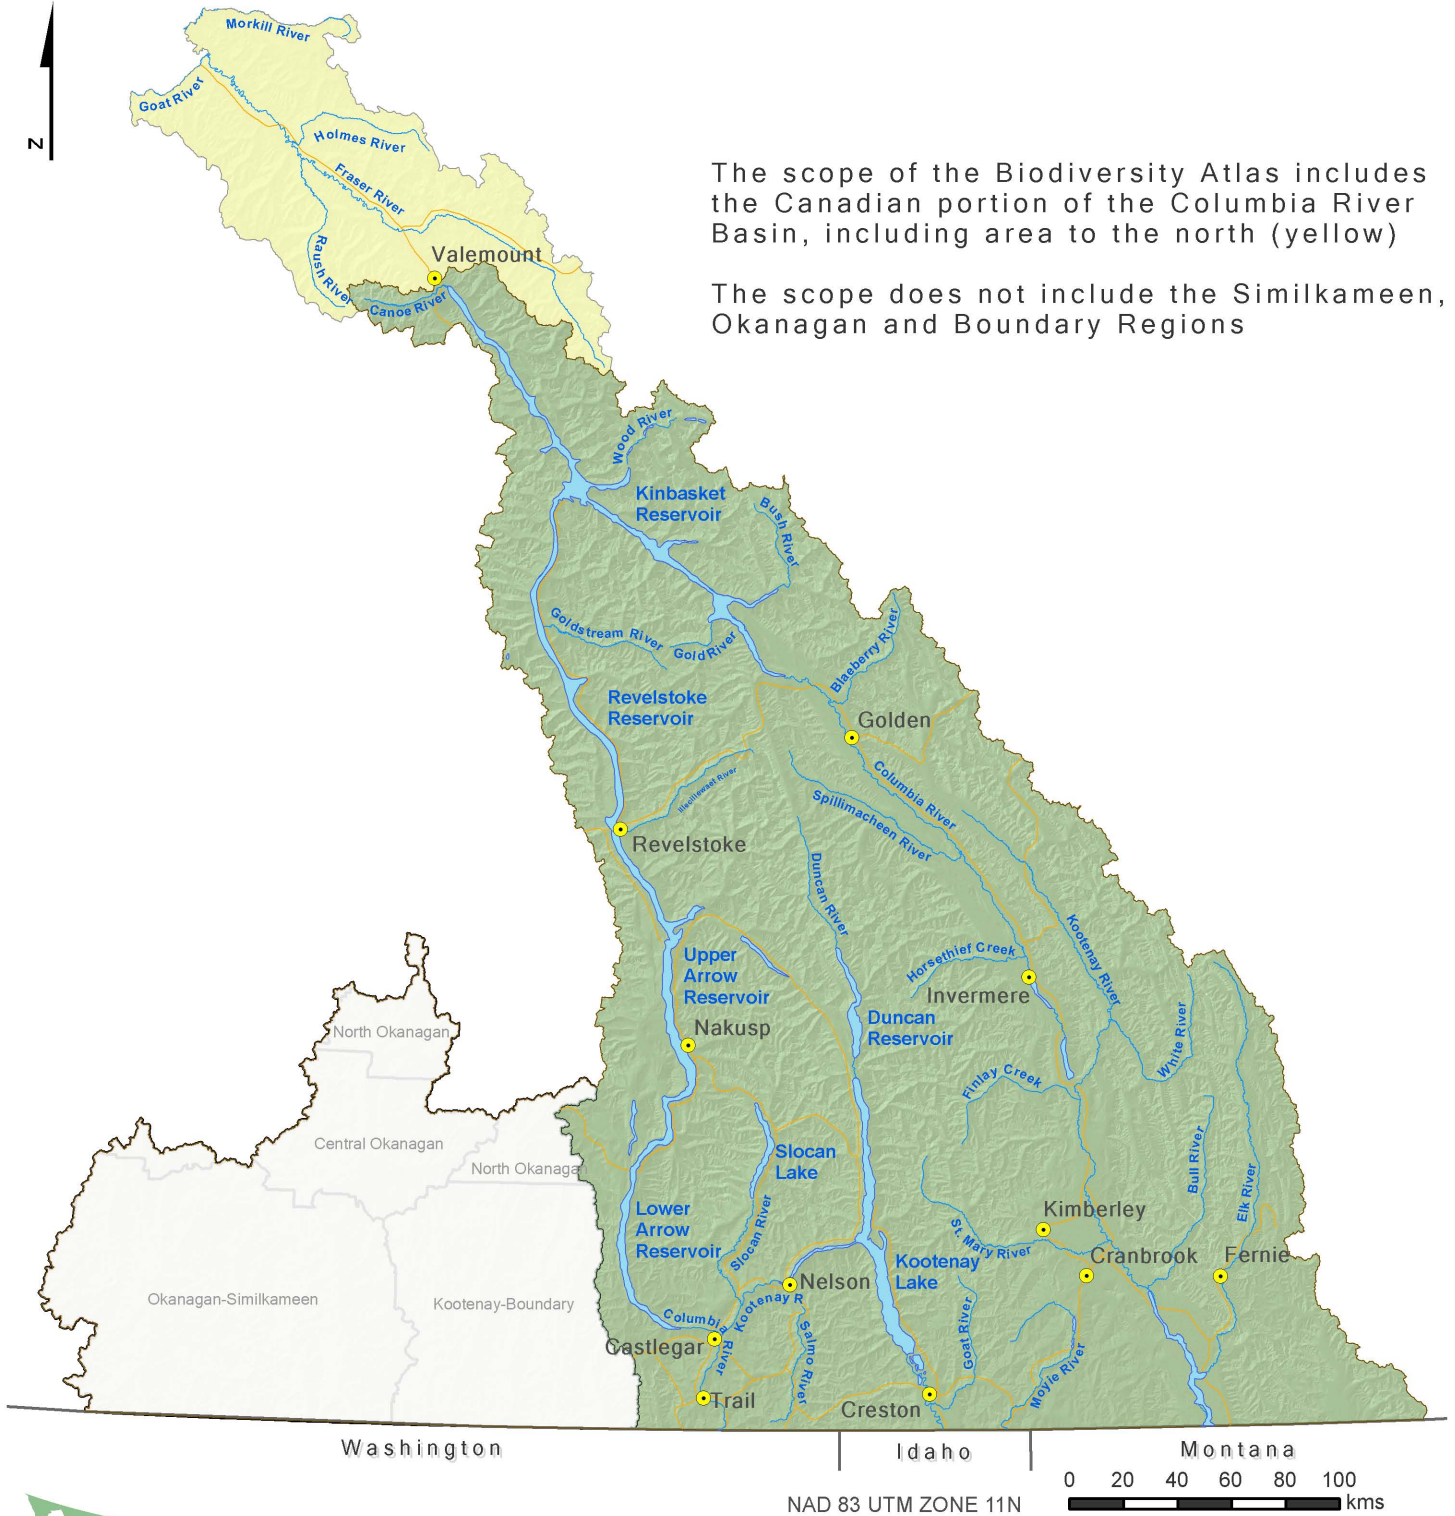 Morkill River
Goat River
Holmes River
Fraser River
Raush River
Valemount
Canoe River
N
The scope of the Biodiversity Atlas includes
the Canadian portion of the Columbia River
Basin, including area to the north (yellow)
The scope does not include the Similkameen,
Okanagan and Boundary Regions
Wood River
Kinbasket
Reservoir
Bush River
Goldstream River
Gold River
Blaeberry River
Revelstoke
Reservoir
Golden
Columbia River
Illecillewaet River
Spillimacheen River
Revelstoke
Duncan River
Kootenay River
Horsethief Creek
Upper
Arrow
Reservoir
Invermere
Duncan
Reservoir
Nakusp
White River
Finlay Creek
North Okanagan
Central Okanagan
North Okanagan
Slocan
Lake
Bull River
Elk River
Lower
Arrow
Reservoir
Slocan River
Kimberley
St. Mary River
Cranbrook
Fernie
Kootenay
Lake
Nelson
Kootenay R
Okanagan-Similkameen
Kootenay-Boundary
Columbia River
Castlegar
Salmo River
Goat River
Moyie River
Trail
Creston
Washington
Idaho
Montana
0 20 40 60 80 100
kms
NAD 83 UTM ZONE 11N